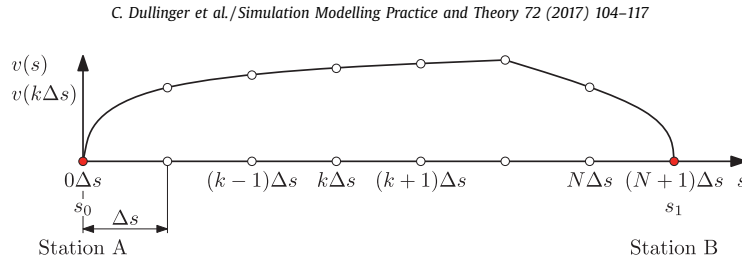 C. Dullinger et al. / Simulation Modelling Practice and Theory 72 (2017) 104–117
v(s)
v(kΔs)
0Δs (k − 1)Δs kΔs (k + 1)Δs NΔs (N + 1)Δs s
s₀ s₁
Δs
Station A Station B